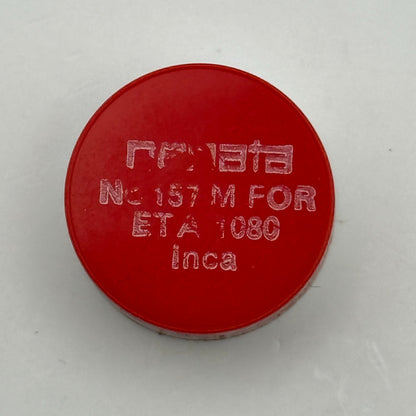 renata
No 157 M FOR
ETA 1080
Inca